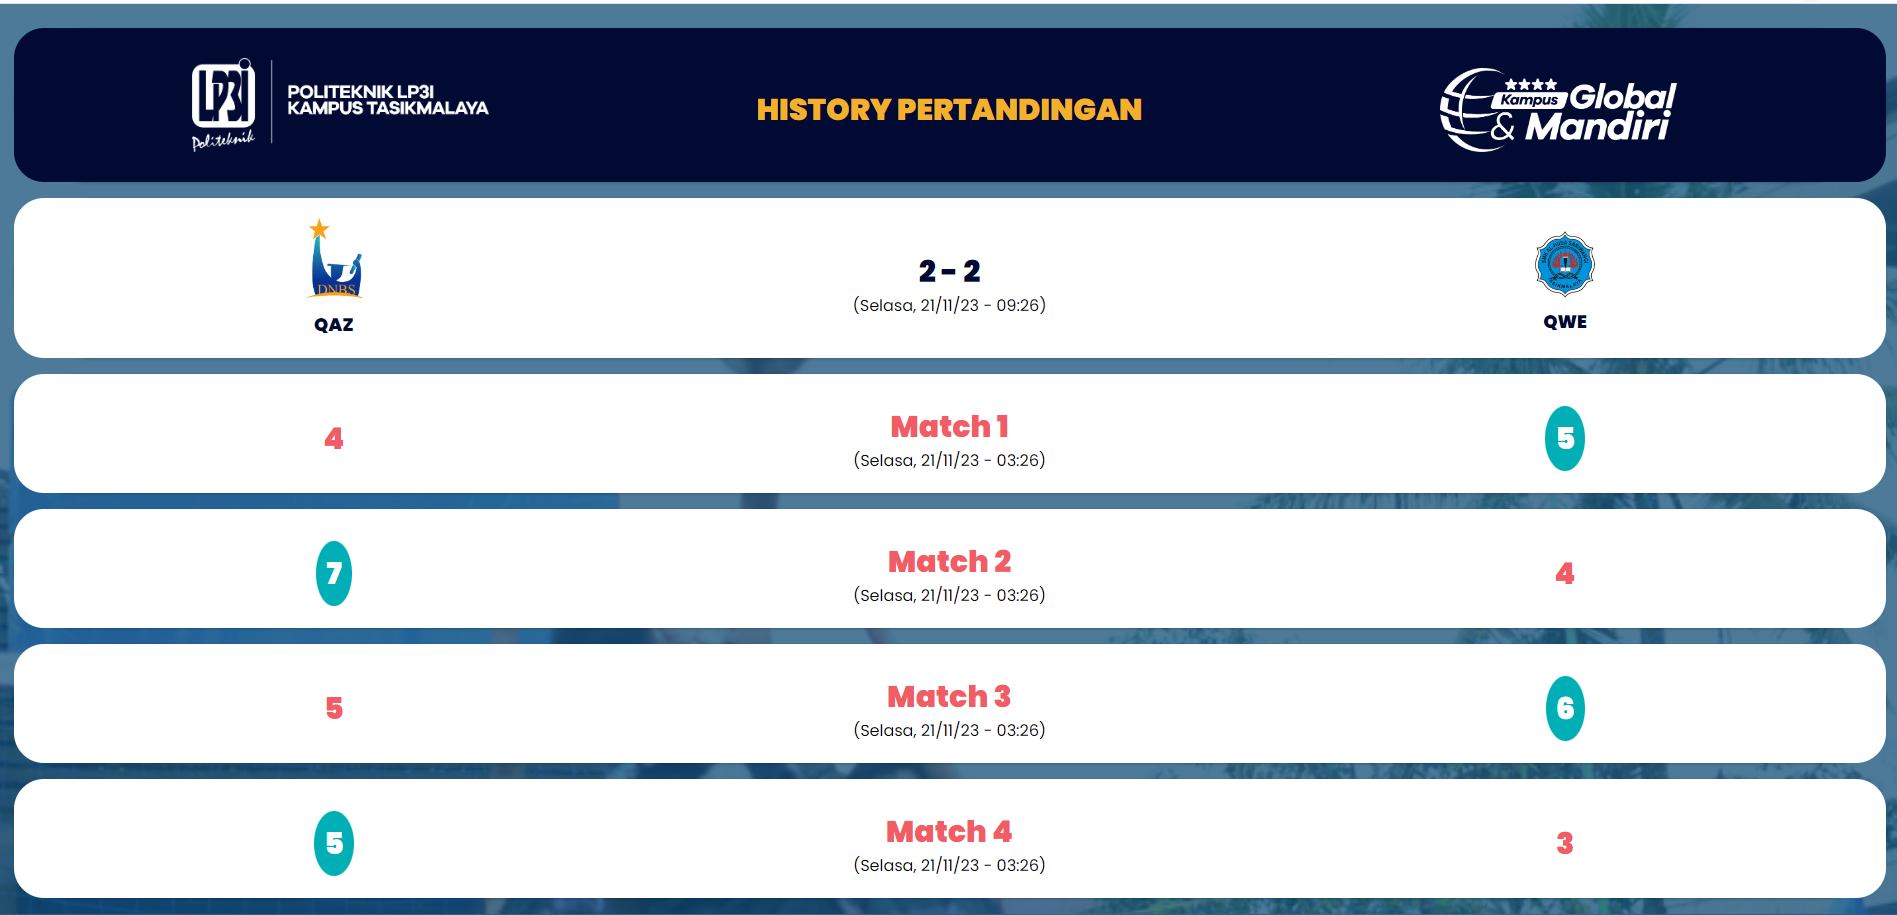 LP3I
Politeknik
POLITEKNIK LP3I
KAMPUS TASIKMALAYA
HISTORY PERTANDINGAN
Kampus Global
& Mandiri
DNBS
QAZ
2 - 2
(Selasa, 21/11/23 - 09:26)
QWE
4
Match 1
(Selasa, 21/11/23 - 03:26)
5
7
Match 2
(Selasa, 21/11/23 - 03:26)
4
5
Match 3
(Selasa, 21/11/23 - 03:26)
6
5
Match 4
(Selasa, 21/11/23 - 03:26)
3